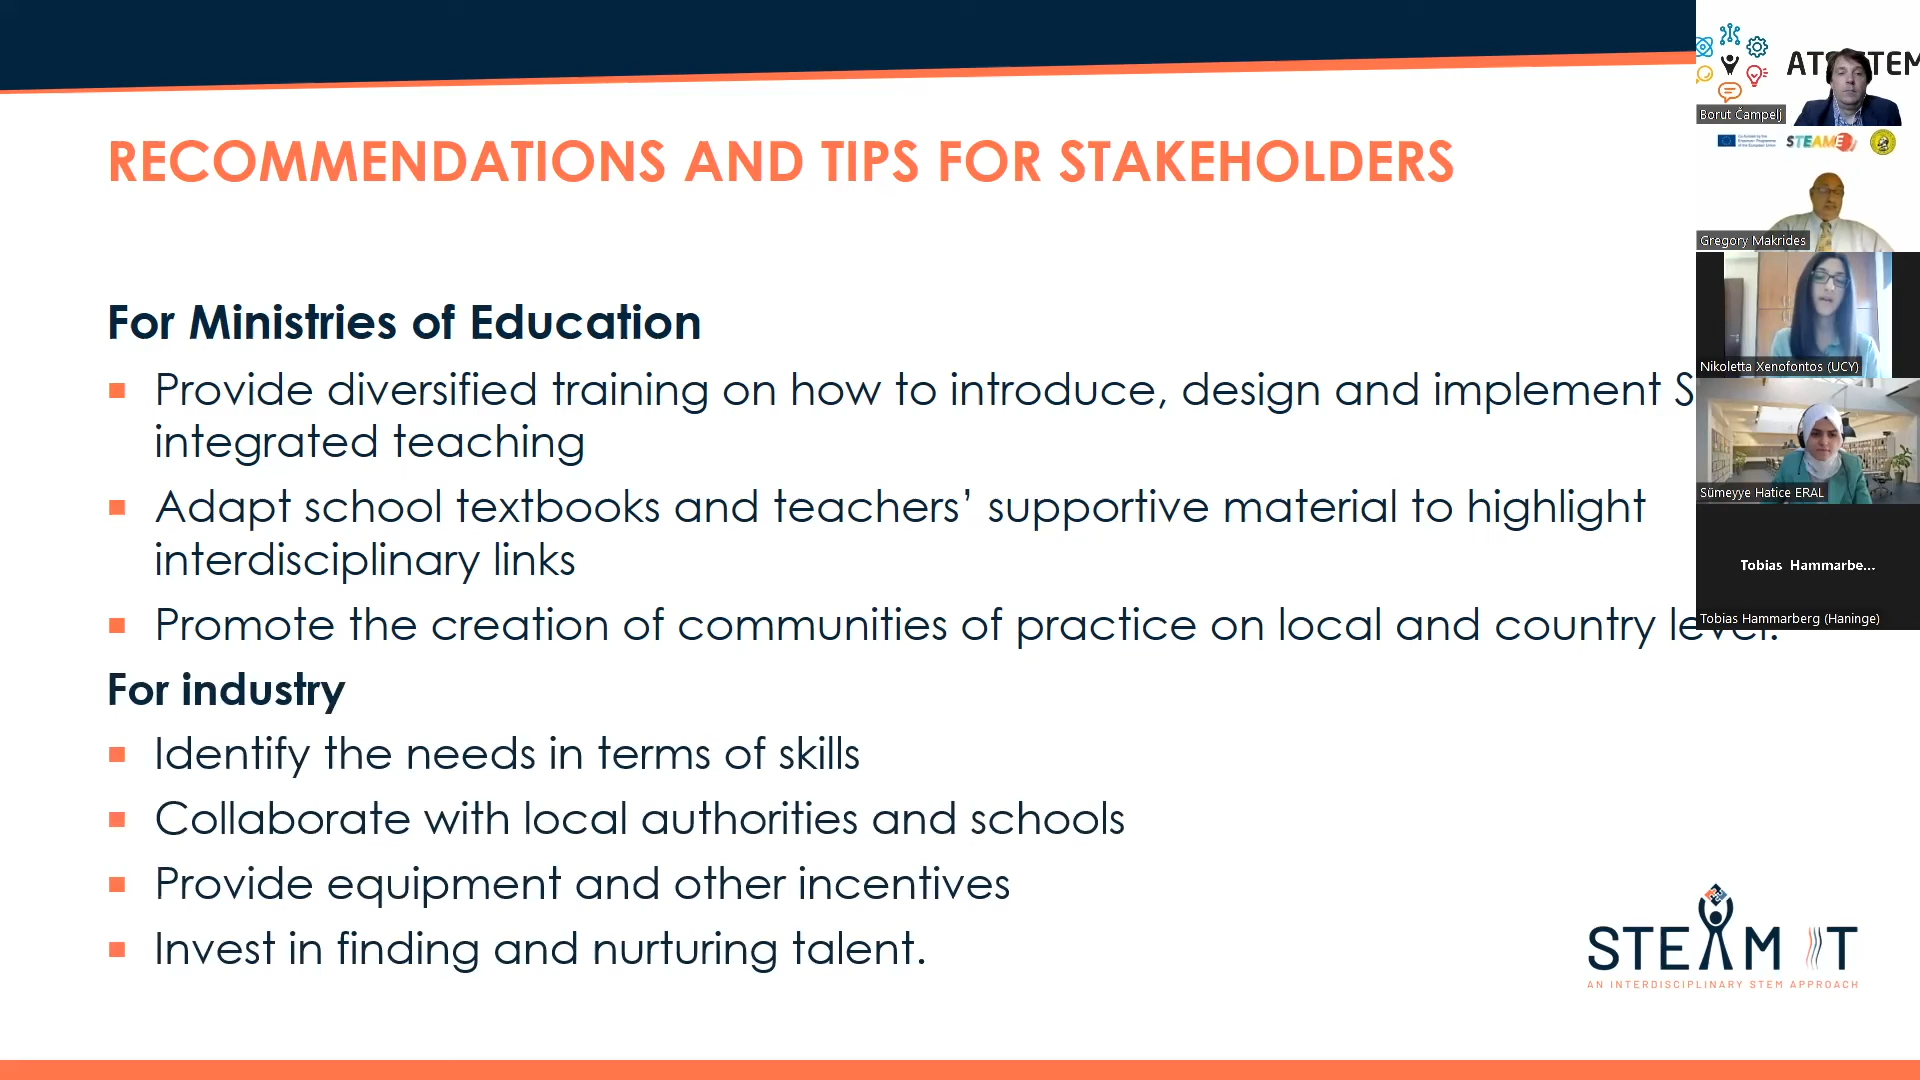 RECOMMENDATIONS AND TIPS FOR STAKEHOLDERS
For Ministries of Education
Provide diversified training on how to introduce, design and implement
integrated teaching
Adapt school textbooks and teachers’ supportive material to highlight
interdisciplinary links
Promote the creation of communities of practice on local and country level.
For industry
Identify the needs in terms of skills
Collaborate with local authorities and schools
Provide equipment and other incentives
Invest in finding and nurturing talent.
STEAM IT
AN INTERDISCIPLINARY STEM APPROACH
Borut Čampelj
STEAME
Gregory Makrides
Nikoletta Xenofontos (UCY)
Sümeyye Hatice ERAL
Tobias Hammarbe...
Tobias Hammarberg (Haninge)